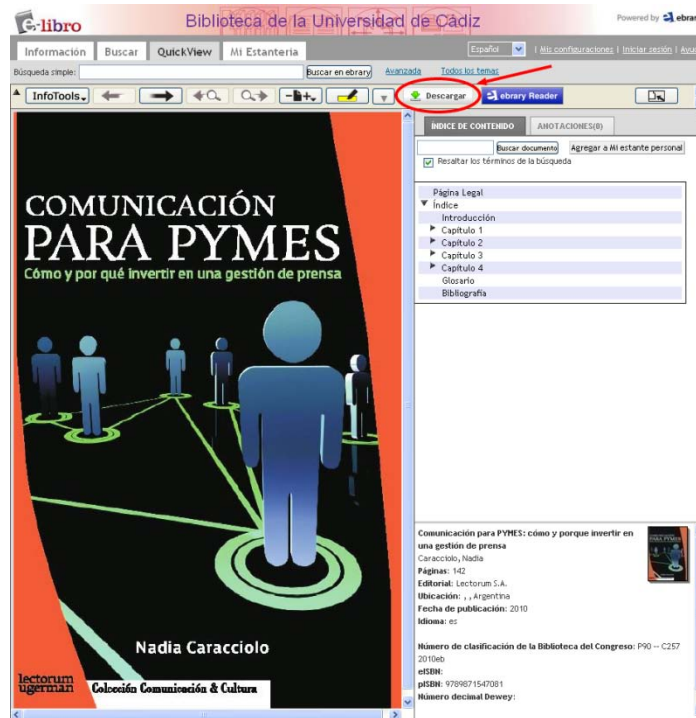 e-libro
Biblioteca de la Universidad de Cádiz
Powered by ebrar
Información Buscar QuickView Mi Estantería
Español | Mis configuraciones | Iniciar sesión | Ayu
Búsqueda simple: Buscar en ebrary Avanzada Todos los temas
InfoTools Descargar ebrary Reader
ÍNDICE DE CONTENIDO ANOTACIONES(0)
Buscar documento Agregar a Mi estante personal
Resaltar los términos de la búsqueda
Página Legal
Índice
Introducción
Capítulo 1
Capítulo 2
Capítulo 3
Capítulo 4
Glosario
Bibliografía
COMUNICACIÓN
PARA PYMES
Cómo y por qué invertir en una gestión de prensa
Nadia Caracciolo
lectorum
ugerman
Colección Comunicación & Cultura
Comunicación para PYMES: cómo y porque invertir en
una gestión de prensa
Caracciolo, Nadia
Páginas: 142
Editorial: Lectorum S.A.
Ubicación: , , Argentina
Fecha de publicación: 2010
Idioma: es
Número de clasificación de la Biblioteca del Congreso: P90 -- C257
2010eb
eISBN:
pISBN: 9789871547081
Número decimal Dewey: